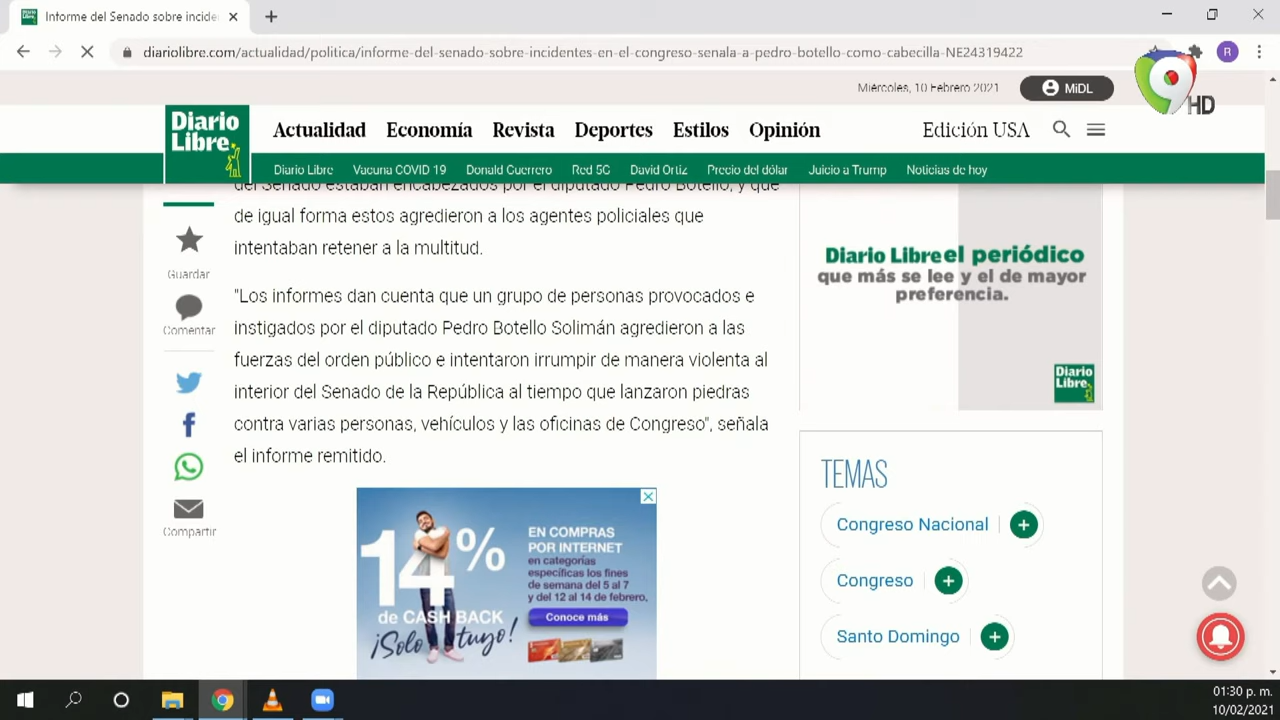 Informe del Senado sobre incide
diariolibre.com/actualidad/politica/informe-del-senado-sobre-incidentes-en-el-congreso-senala-a-pedro-botello-como-cabecilla-NE24319422
R
HD
Miércoles, 10 Febrero 2021
MiDL
Diario
Libre
Actualidad Economía Revista Deportes Estilos Opinión
Edición USA
Diario Libre Vacuna COVID 19 Donald Guerrero Red 5G David Ortiz Precio del dólar Juicio a Trump Noticias de hoy
del Senado estaban encabezados por el diputado Pedro Botello, y que
de igual forma estos agredieron a los agentes policiales que
intentaban retener a la multitud.
"Los informes dan cuenta que un grupo de personas provocados e
instigados por el diputado Pedro Botello Solimán agredieron a las
fuerzas del orden público e intentaron irrumpir de manera violenta al
interior del Senado de la República al tiempo que lanzaron piedras
contra varias personas, vehículos y las oficinas de Congreso", señala
el informe remitido.
Guardar
Comentar
Compartir
Diario Libre el periódico
que más se lee y el de mayor
preferencia.
Diario
Libre
14%
de CASH BACK
¡Solo tuyo!
EN COMPRAS
POR INTERNET
en categorías
específicas los fines
de semana del 5 al 7
y del 12 al 14 de febrero.
Conoce más
TEMAS
Congreso Nacional
Congreso
Santo Domingo
01:30 p. m.
10/02/2021